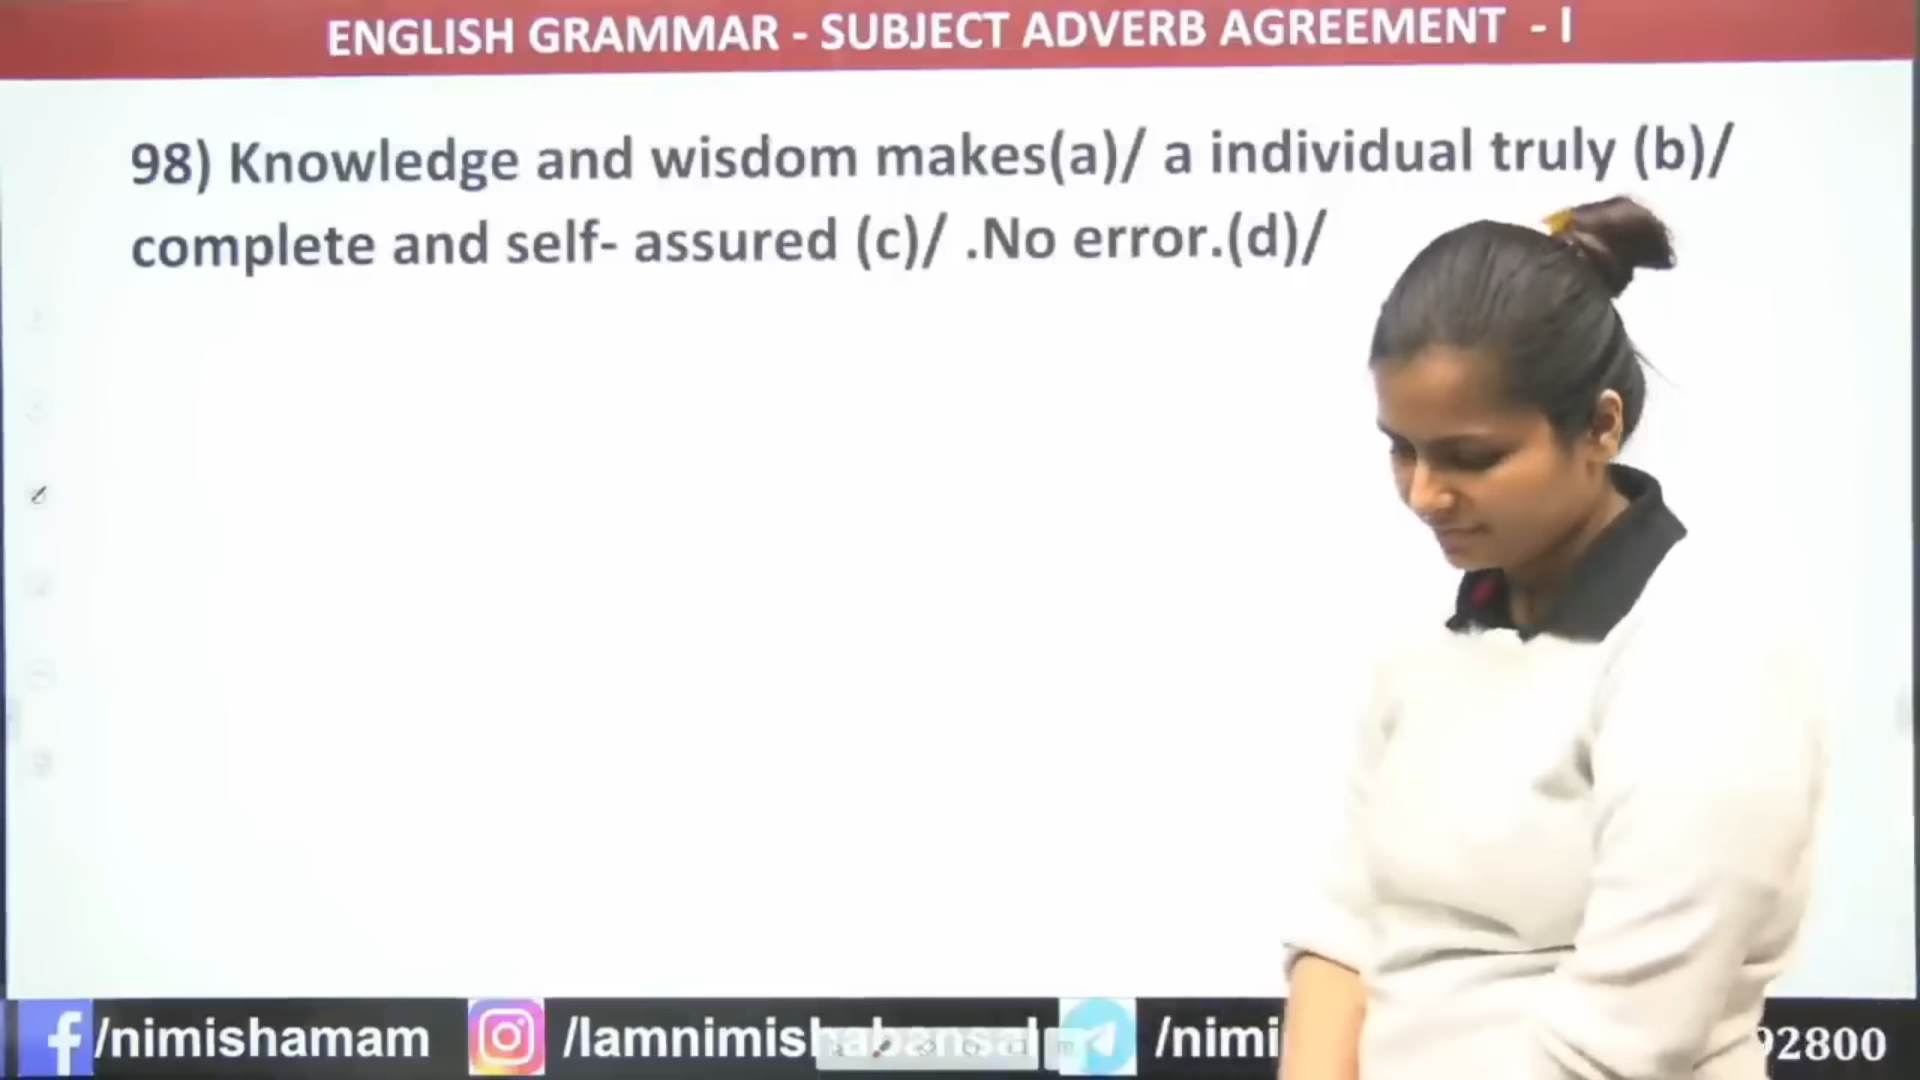 ENGLISH GRAMMAR - SUBJECT ADVERB AGREEMENT - I
98) Knowledge and wisdom makes(a)/ a individual truly (b)/
complete and self- assured (c)/ .No error.(d)/
/nimishamam /Iamnimishabansal /nimi 92800